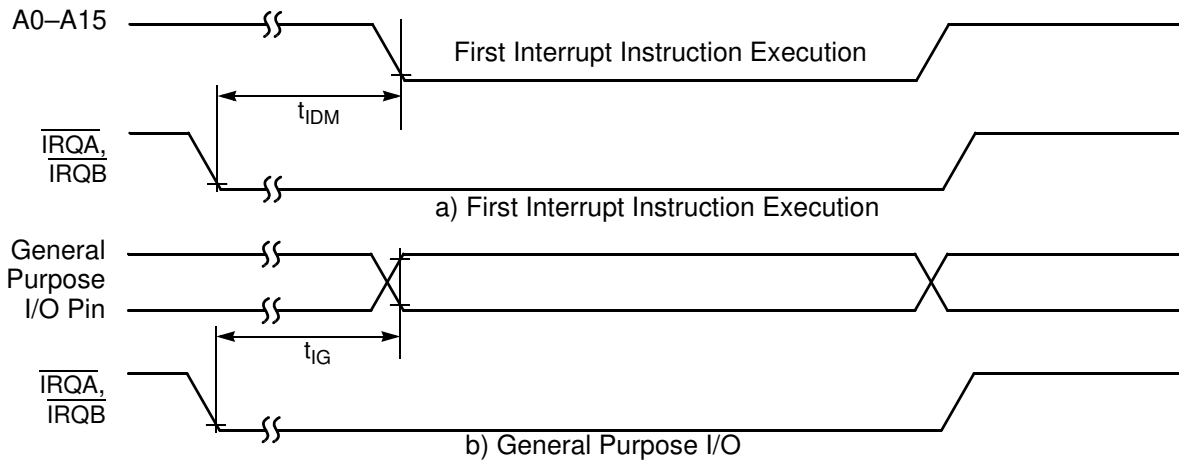 A0–A15
First Interrupt Instruction Execution
tIDM
IRQA,
IRQB
a) First Interrupt Instruction Execution
General
Purpose
I/O Pin
tIG
IRQA,
IRQB
b) General Purpose I/O